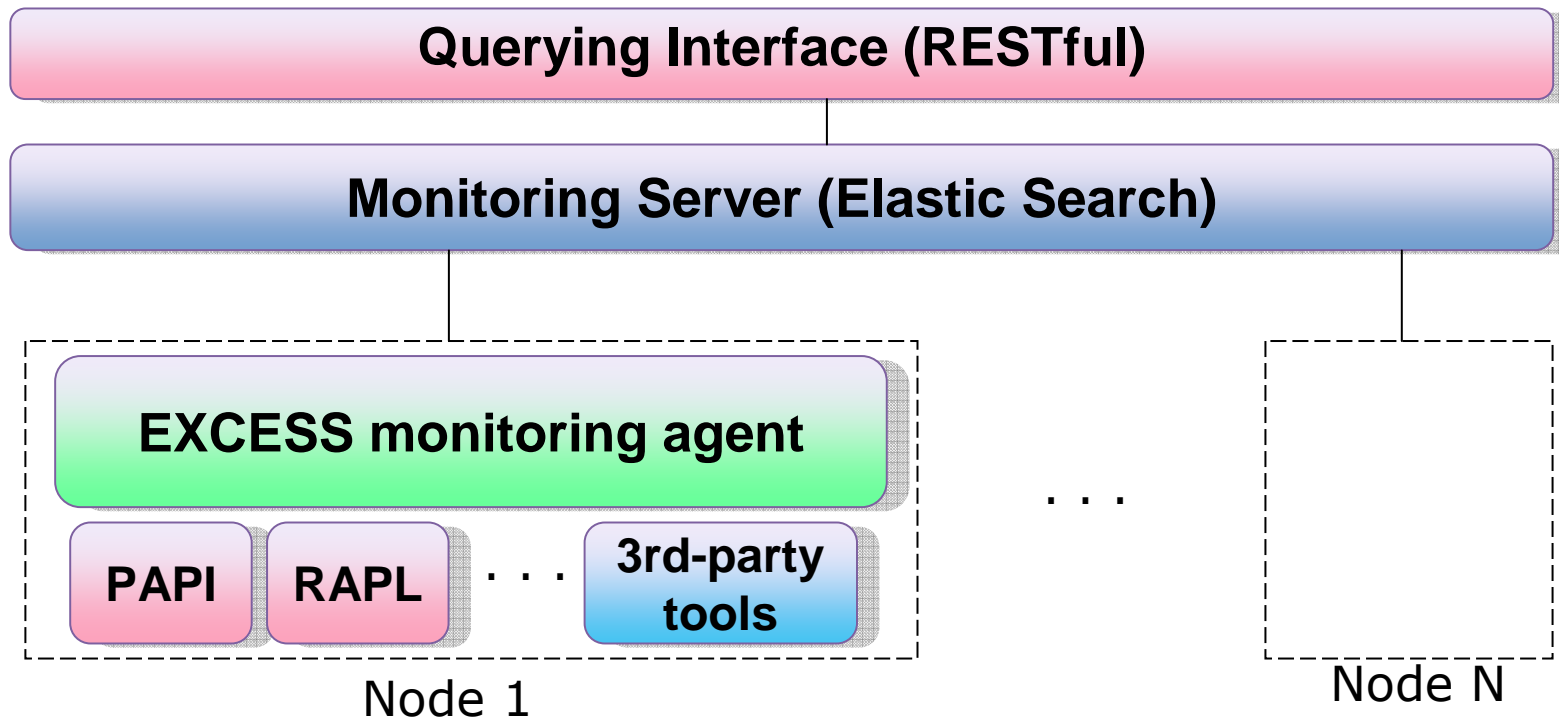 Querying Interface (RESTful)
Monitoring Server (Elastic Search)
EXCESS monitoring agent
PAPI
RAPL
. . .
3rd-party
tools
. . .
Node 1
Node N